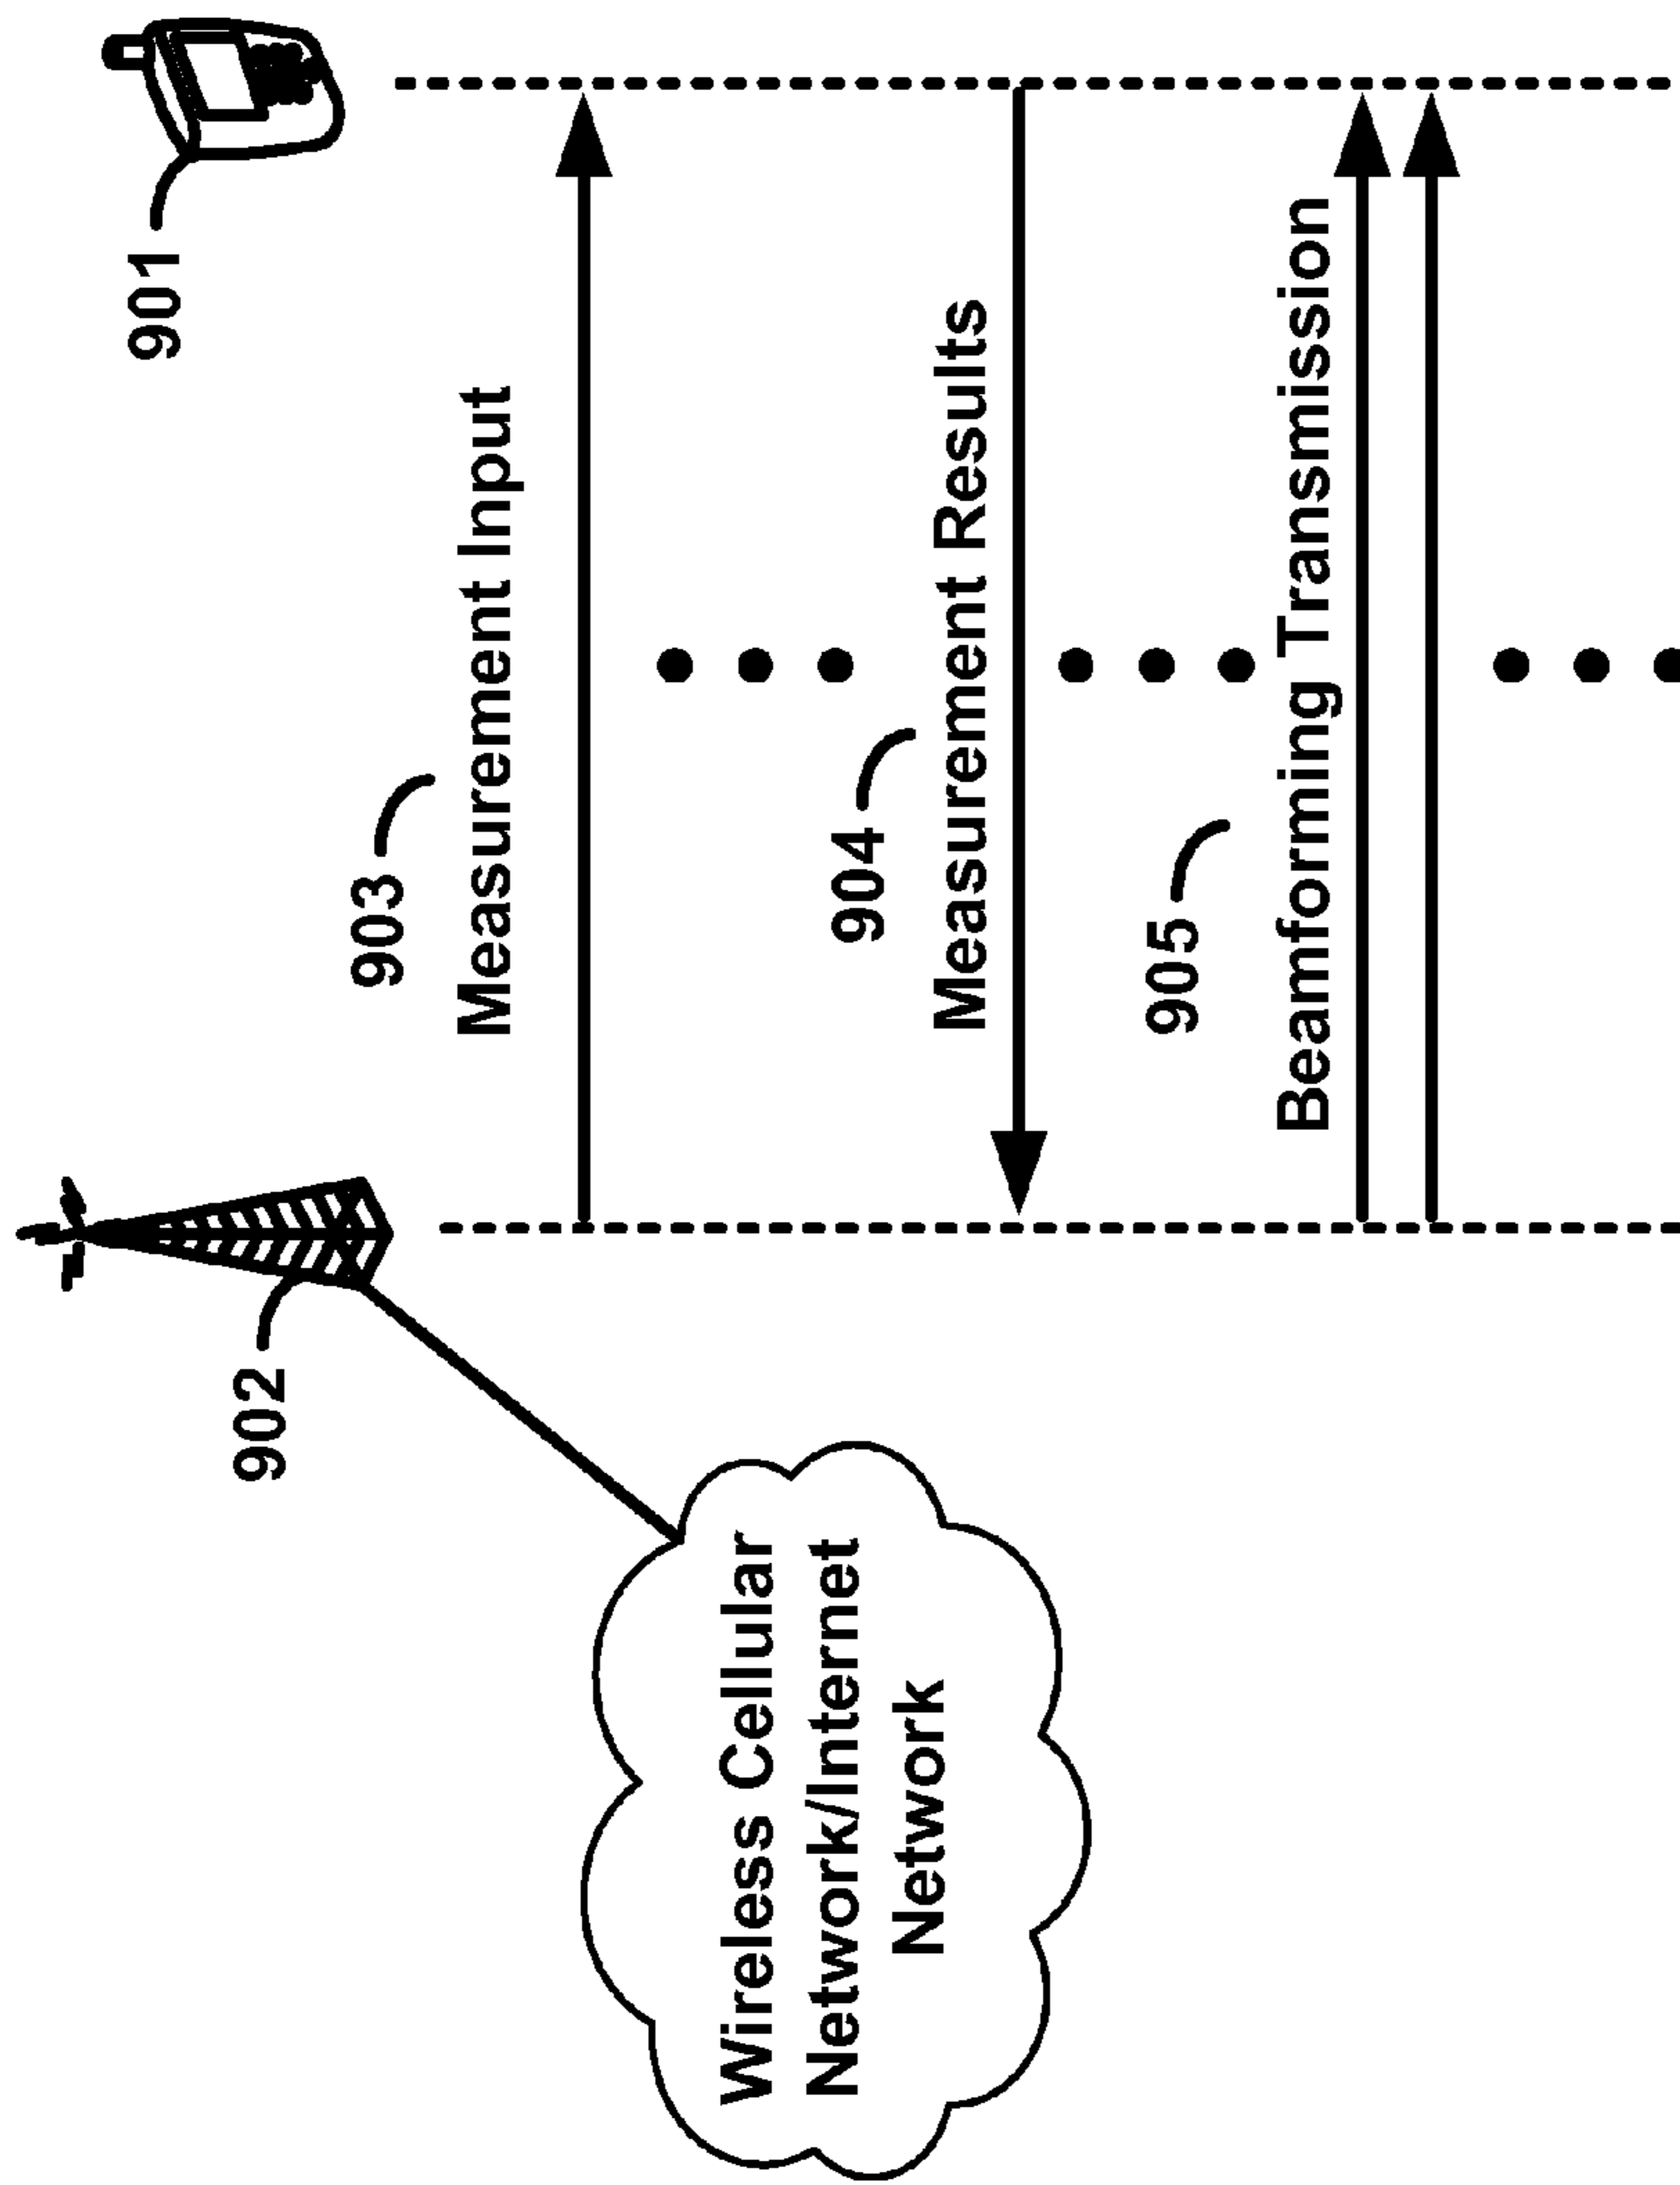 901
902
903
Measurement Input
904
Measurement Results
905
Beamforming Transmission
Wireless Cellular
Network/Internet
Network